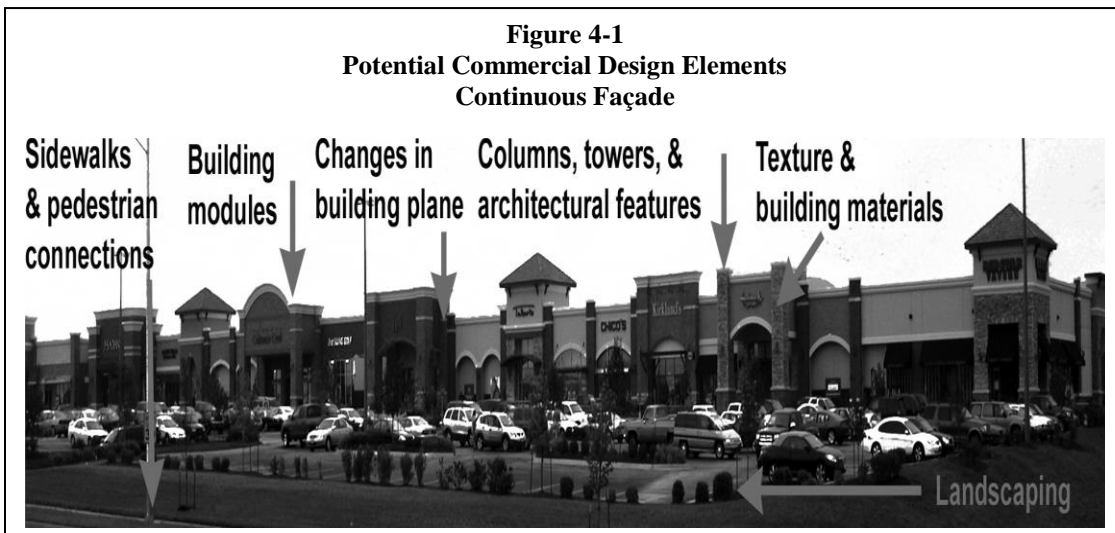 Figure 4-1
Potential Commercial Design Elements
Continuous Façade
Sidewalks
& pedestrian
connections
Building
modules
Changes in
building plane
Columns, towers, &
architectural features
Texture &
building materials
Talbots
CHICO'S
Kirkland's
Landscaping